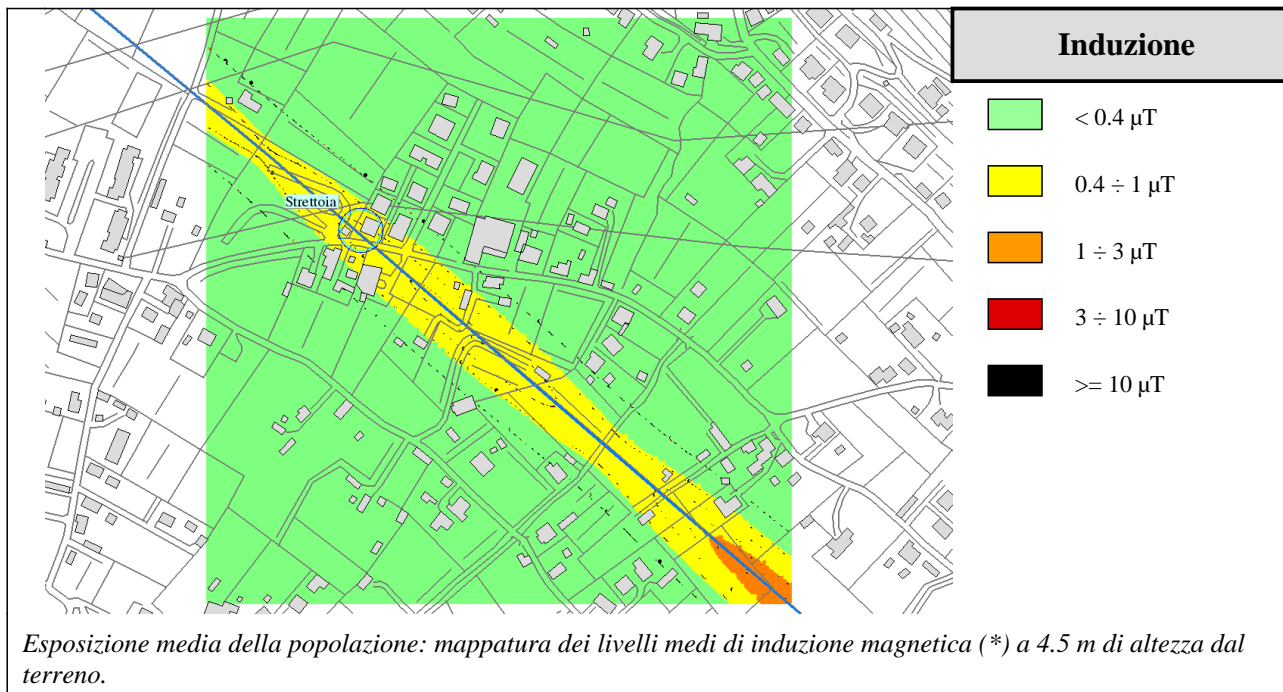 Strettoia
Induzione
< 0.4 µT
0.4 ÷ 1 µT
1 ÷ 3 µT
3 ÷ 10 µT
>= 10 µT
Esposizione media della popolazione: mappatura dei livelli medi di induzione magnetica (*) a 4.5 m di altezza dal
terreno.